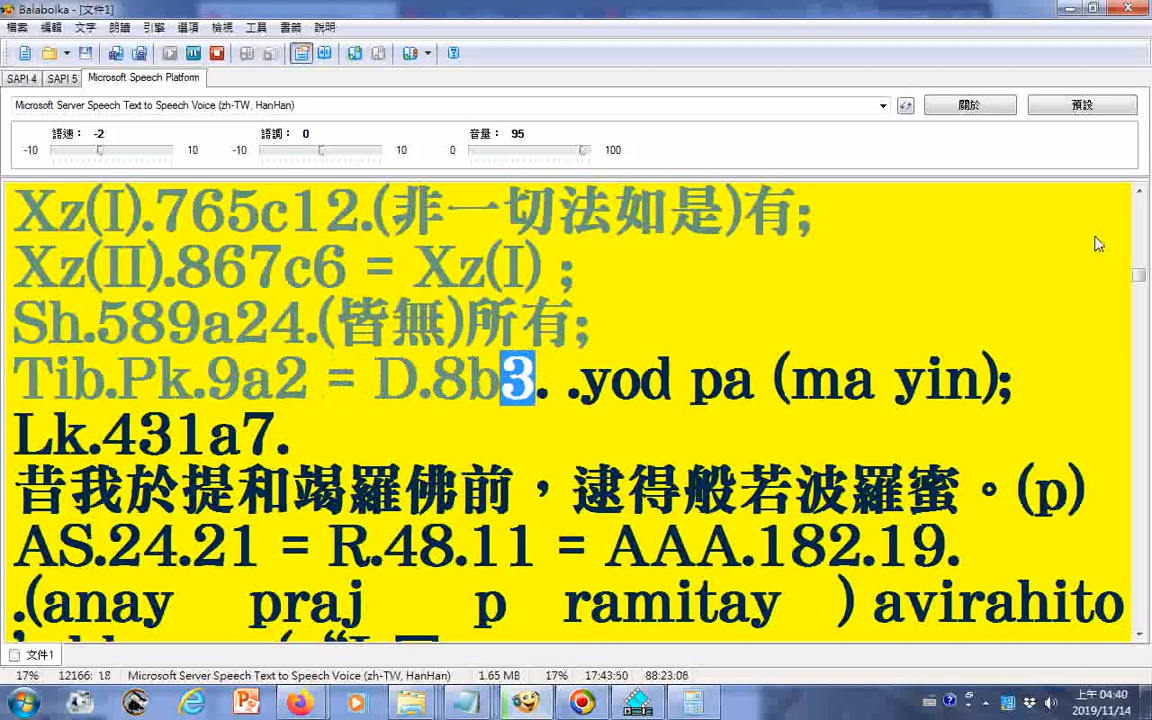 Balabolka - [文件1]
檔案 編輯 文字 朗讀 引擎 選項 檢視 工具 書籤 說明
SAPI 4 SAPI 5 Microsoft Speech Platform
Microsoft Server Speech Text to Speech Voice (zh-TW, HanHan) 關於 預設
語速： -2 語調： 0 音量： 95
-10 10 -10 10 0 100
Xz(I).765c12.(非一切法如是)有;
Xz(II).867c6 = Xz(I) ;
Sh.589a24.(皆無)所有;
Tib.Pk.9a2 = D.8b3. .yod pa (ma yin);
Lk.431a7.
昔我於提和竭羅佛前，逮得般若波羅蜜。(p)
AS.24.21 = R.48.11 = AAA.182.19.
.(anay praj p ramitay ) avirahito
文件1
17% 12166: 18 Microsoft Server Speech Text to Speech Voice (zh-TW, HanHan) 1.65 MB 17% 17:43:50 88:23:06
上午 04:40
2019/11/14